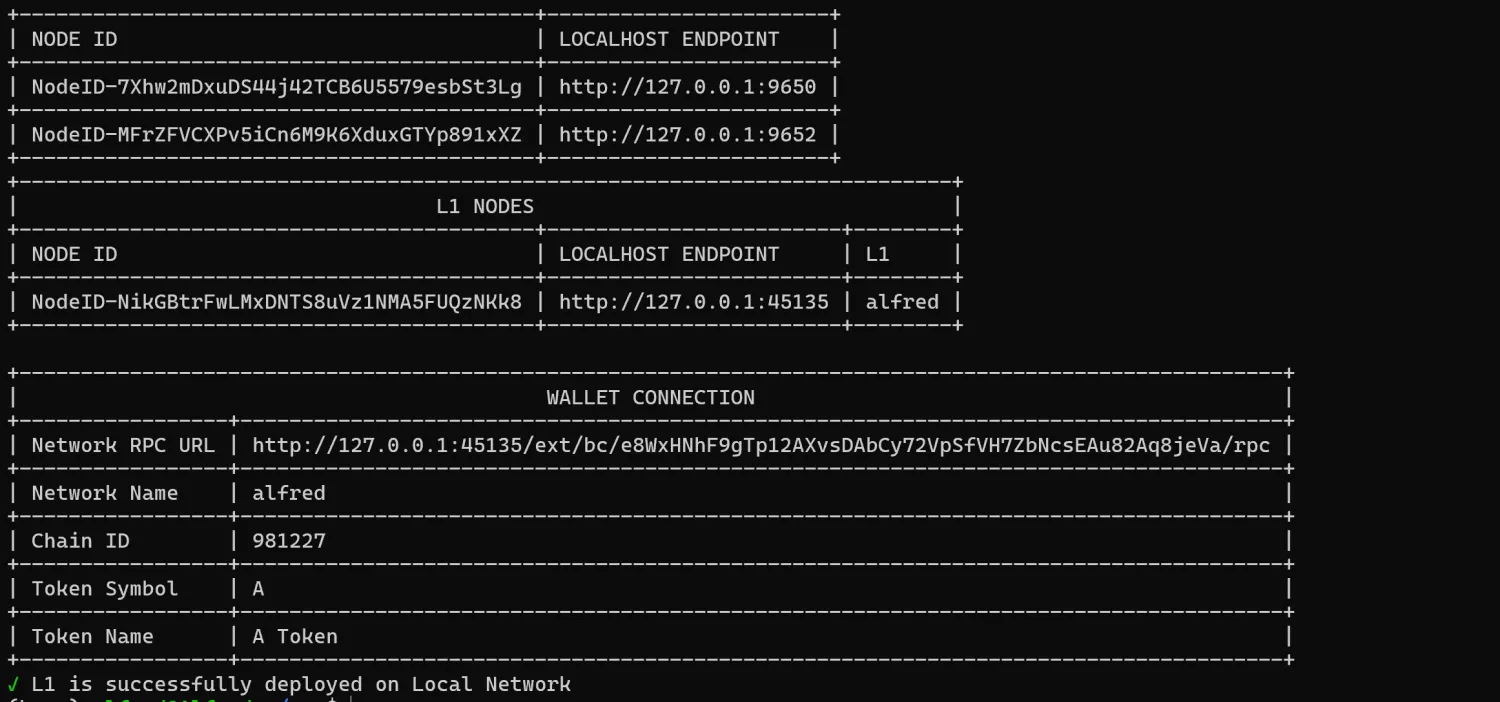 NODE ID | LOCALHOST ENDPOINT
NodeID-7Xhw2mDxuDS44j42TCB6U5579esbSt3Lg | http://127.0.0.1:9650
NodeID-MFrZFVCXPv5iCn6M9K6XduxGTYp891xXZ | http://127.0.0.1:9652
L1 NODES
NODE ID | LOCALHOST ENDPOINT | L1
NodeID-NikGBtrFwLMxDNTS8uVz1NMA5FUQzNKk8 | http://127.0.0.1:45135 | alfred
WALLET CONNECTION
Network RPC URL | http://127.0.0.1:45135/ext/bc/e8WxHNhF9gTp12AXvsDAbCy72VpSfVH7ZbNcsEAu82Aq8jeVa/rpc
Network Name | alfred
Chain ID | 981227
Token Symbol | A
Token Name | A Token
✓ L1 is successfully deployed on Local Network